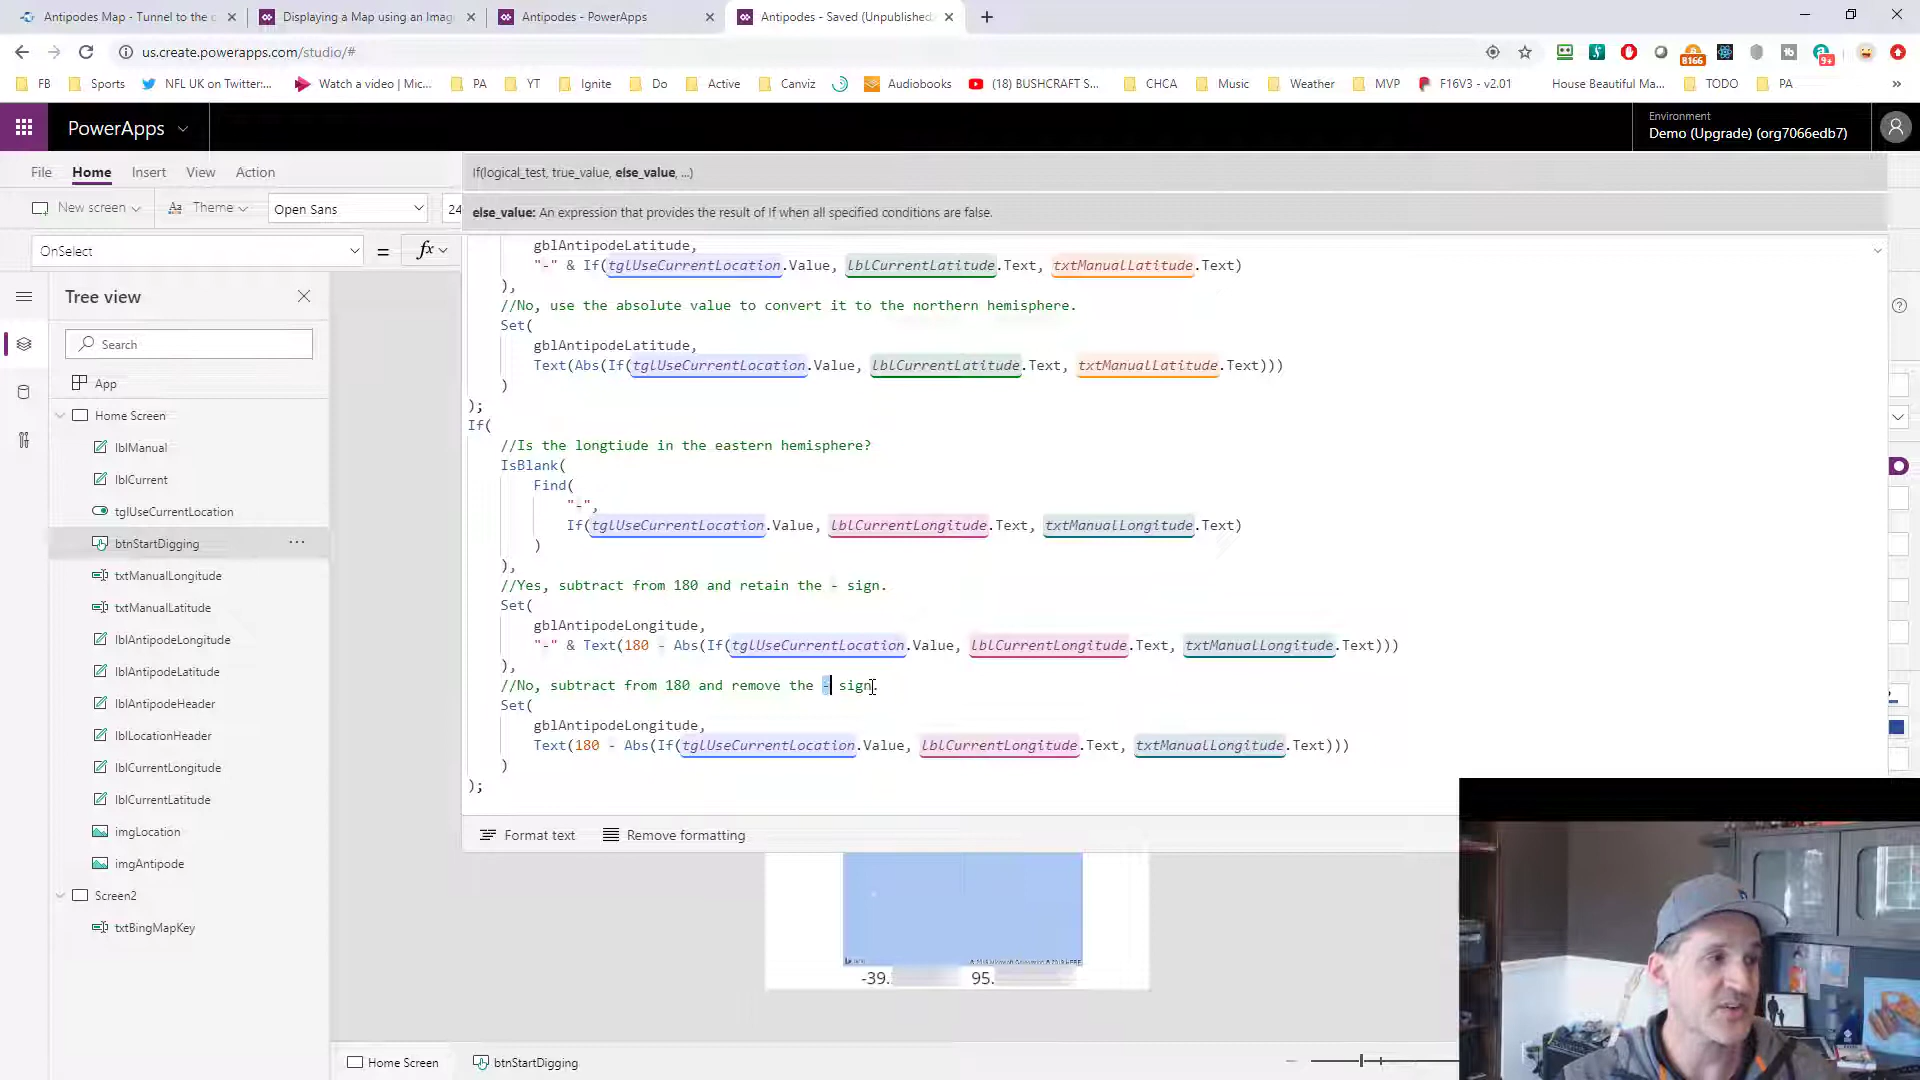 Antipodes Map - Tunnel to the
Displaying a Map using an Imag
Antipodes - PowerApps
Antipodes - Saved (Unpublished
us.create.powerapps.com/studio/#
8166
9+
FB
Sports
NFL UK on Twitter:...
Watch a video | Mic...
PA
YT
Ignite
Do
Active
Canviz
Audiobooks
(18) BUSHCRAFT S...
CHCA
Music
Weather
MVP
F16V3 - v2.01
House Beautiful Ma...
TODO
PA
PowerApps
Environment
Demo (Upgrade) (org7066edb7)
File
Home
Insert
View
Action
If(logical_test, true_value, else_value, ...)
New screen
Theme
Open Sans
24
else_value: An expression that provides the result of If when all specified conditions are false.
OnSelect
=
fx
Tree view
Search
App
Home Screen
lblManual
lblCurrent
tglUseCurrentLocation
btnStartDigging
txtManualLongitude
txtManualLatitude
lblAntipodeLongitude
lblAntipodeLatitude
lblAntipodeHeader
lblLocationHeader
lblCurrentLongitude
lblCurrentLatitude
imgLocation
imgAntipode
Screen2
txtBingMapKey
gblAntipodeLatitude,
"-" & If(tglUseCurrentLocation.Value, lblCurrentLatitude.Text, txtManualLatitude.Text)
),
//No, use the absolute value to convert it to the northern hemisphere.
Set(
gblAntipodeLatitude,
Text(Abs(If(tglUseCurrentLocation.Value, lblCurrentLatitude.Text, txtManualLatitude.Text)))
)
);
If(
//Is the longtiude in the eastern hemisphere?
IsBlank(
Find(
"-",
If(tglUseCurrentLocation.Value, lblCurrentLongitude.Text, txtManualLongitude.Text)
)
),
//Yes, subtract from 180 and retain the - sign.
Set(
gblAntipodeLongitude,
"-" & Text(180 - Abs(If(tglUseCurrentLocation.Value, lblCurrentLongitude.Text, txtManualLongitude.Text)))
),
//No, subtract from 180 and remove the - sign.
Set(
gblAntipodeLongitude,
Text(180 - Abs(If(tglUseCurrentLocation.Value, lblCurrentLongitude.Text, txtManualLongitude.Text)))
)
);
Format text
Remove formatting
-39.
95.
Home Screen
btnStartDigging